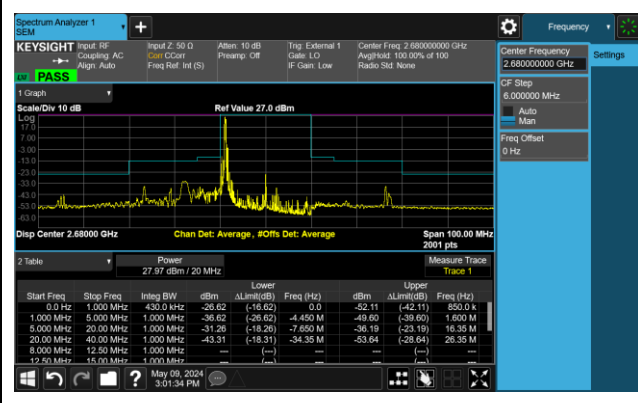 Spectrum Analyzer 1
SEM
Frequency
KEYSIGHT
Input: RF
Coupling: AC
Align: Auto
Input Z: 50 Ω
Corr CCorr
Freq Ref: Int (S)
Atten: 10 dB
Preamp: Off
Trig: External 1
Gate: LO
IF Gain: Low
Center Freq: 2.680000000 GHz
Avg|Hold: 100.00% of 100
Radio Std: None
LXI
PASS
Center Frequency
2.680000000 GHz
Settings
CF Step
6.000000 MHz
Auto
Man
Freq Offset
0 Hz
1 Graph
Scale/Div 10 dB
Ref Value 27.0 dBm
Log
17.0
7.00
-3.00
-13.0
-23.0
-33.0
-43.0
-53.0
-63.0
Disp Center 2.68000 GHz
Chan Det: Average , #Offs Det: Average
Span 100.00 MHz
2001 pts
2 Table
Power
27.97 dBm / 20 MHz
Measure Trace
Trace 1
Lower Upper
Start Freq Stop Freq Integ BW dBm ΔLimit(dB) Freq (Hz) dBm ΔLimit(dB) Freq (Hz)
0.0 Hz 1.000 MHz 430.0 kHz -26.62 (-16.62) 0.0 -52.11 (-42.11) 850.0 k
1.000 MHz 5.000 MHz 1.000 MHz -36.62 (-26.62) -4.450 M -49.60 (-39.60) 1.600 M
5.000 MHz 20.00 MHz 1.000 MHz -31.26 (-18.26) -7.650 M -36.19 (-23.19) 16.35 M
20.00 MHz 40.00 MHz 1.000 MHz -43.31 (-18.31) -34.35 M -53.64 (-28.64) 26.35 M
8.000 MHz 12.50 MHz 1.000 MHz --- (---) --- (---)
12.50 MHz 15.00 MHz 1.000 MHz --- (---) --- (---)
?
May 09, 2024
3:01:34 PM